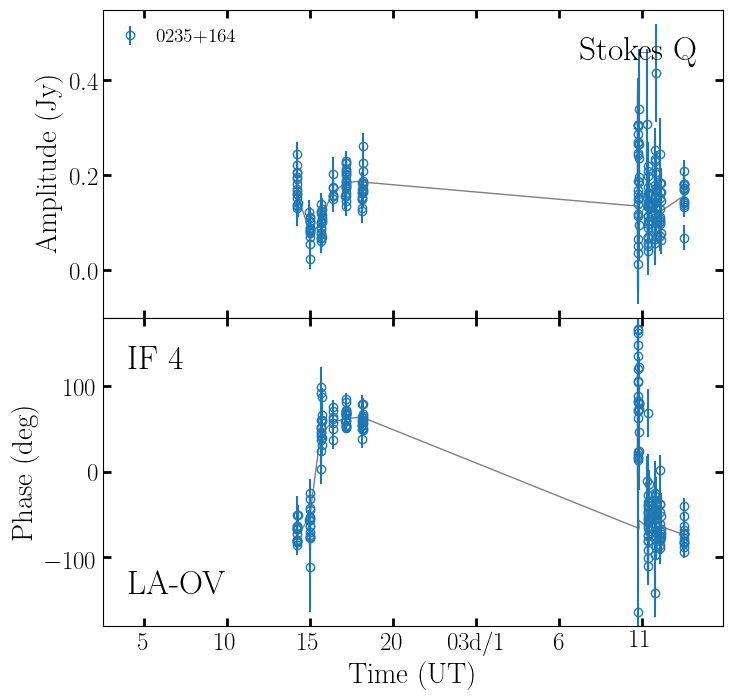 0235+164
Stokes Q
Amplitude (Jy)
0.4
0.2
0.0
IF 4
LA-OV
Phase (deg)
100
0
−100
5 10 15 20 03d/1 6 11
Time (UT)